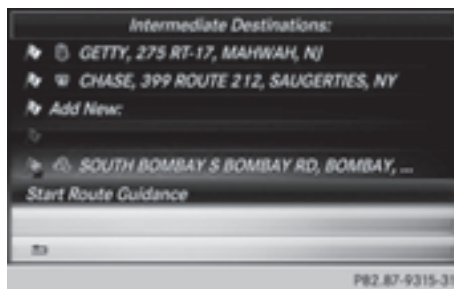 Intermediate Destinations:
GETTY, 275 RT-17, MAHWAH, NJ
CHASE, 399 ROUTE 212, SAUGERTIES, NY
Add New:
SOUTH BOMBAY S BOMBAY RD, BOMBAY, ...
Start Route Guidance
P82.87-9315-31